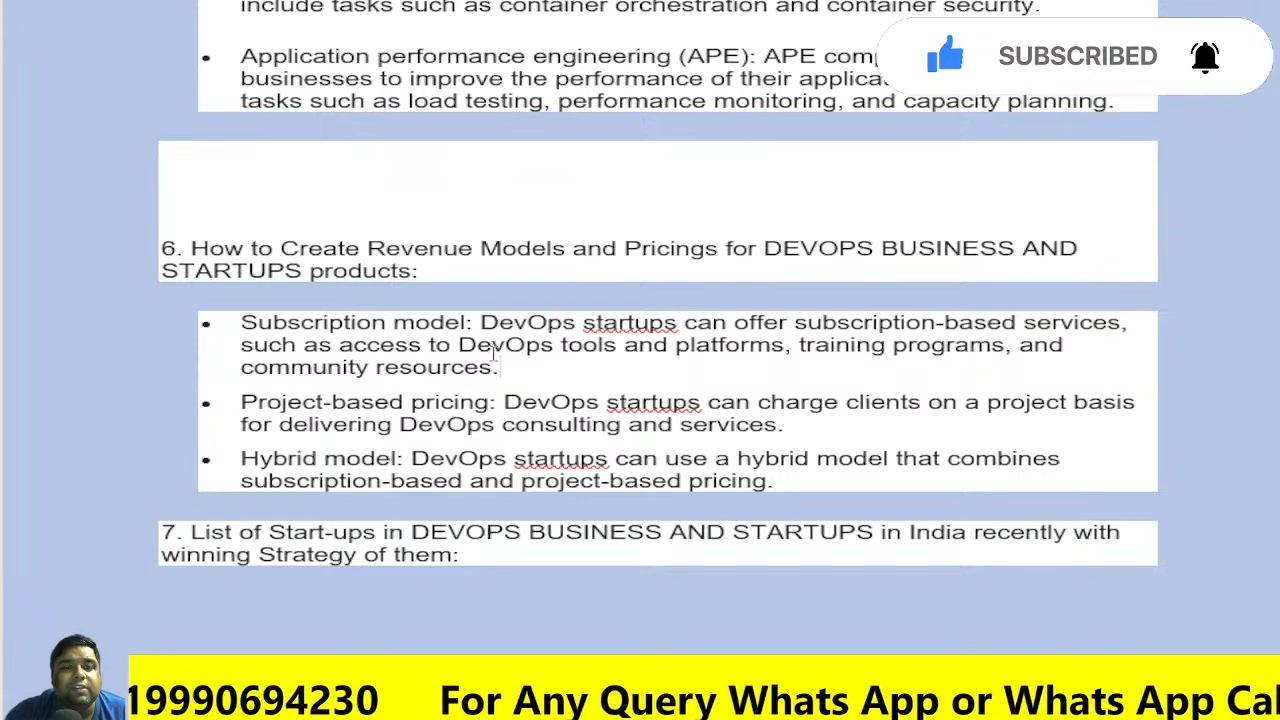 include tasks such as container orchestration and container security.
• Application performance engineering (APE): APE
businesses to improve the performance of their
tasks such as load testing, performance monitoring, and capacity planning.
SUBSCRIBED
6. How to Create Revenue Models and Pricings for DEVOPS BUSINESS AND
STARTUPS products:
• Subscription model: DevOps startups can offer subscription-based services,
such as access to DevOps tools and platforms, training programs, and
community resources.
• Project-based pricing: DevOps startups can charge clients on a project basis
for delivering DevOps consulting and services.
• Hybrid model: DevOps startups can use a hybrid model that combines
subscription-based and project-based pricing.
7. List of Start-ups in DEVOPS BUSINESS AND STARTUPS in India recently with
winning Strategy of them:
19990694230 For Any Query Whats App or Whats App Cal